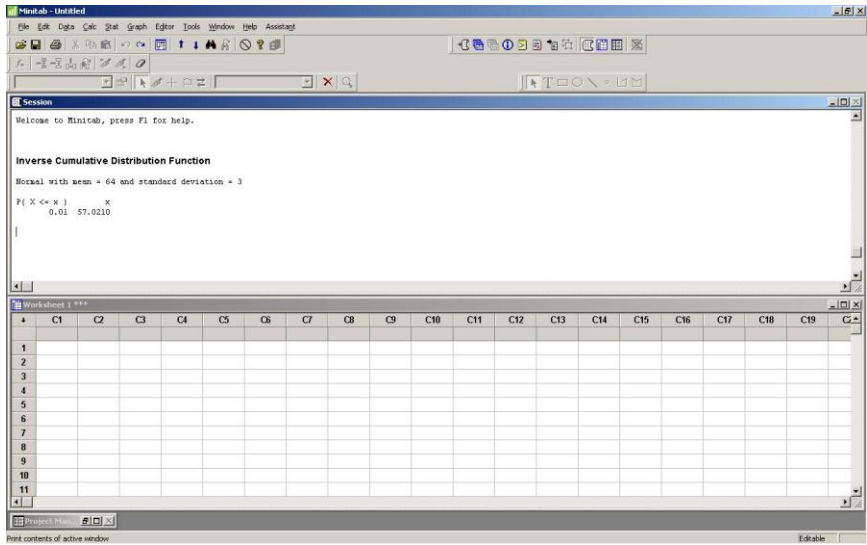 Minitab - Untitled
File Edit Data Calc Stat Graph Editor Tools Window Help Assistant
Session
Welcome to Minitab, press F1 for help.
Inverse Cumulative Distribution Function
Normal with mean = 64 and standard deviation = 3
P( X <= x ) x
0.01 57.0210
Worksheet 1 ***
C1 C2 C3 C4 C5 C6 C7 C8 C9 C10 C11 C12 C13 C14 C15 C16 C17 C18 C19
1
2
3
4
5
6
7
8
9
10
11
Project Man...
Print contents of active window Editable